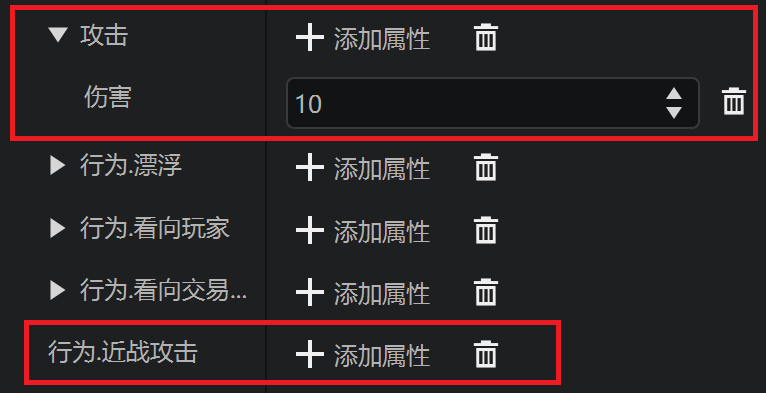 攻击 添加属性
伤害 10
行为.漂浮 添加属性
行为.看向玩家 添加属性
行为.看向交易... 添加属性
行为.近战攻击 添加属性